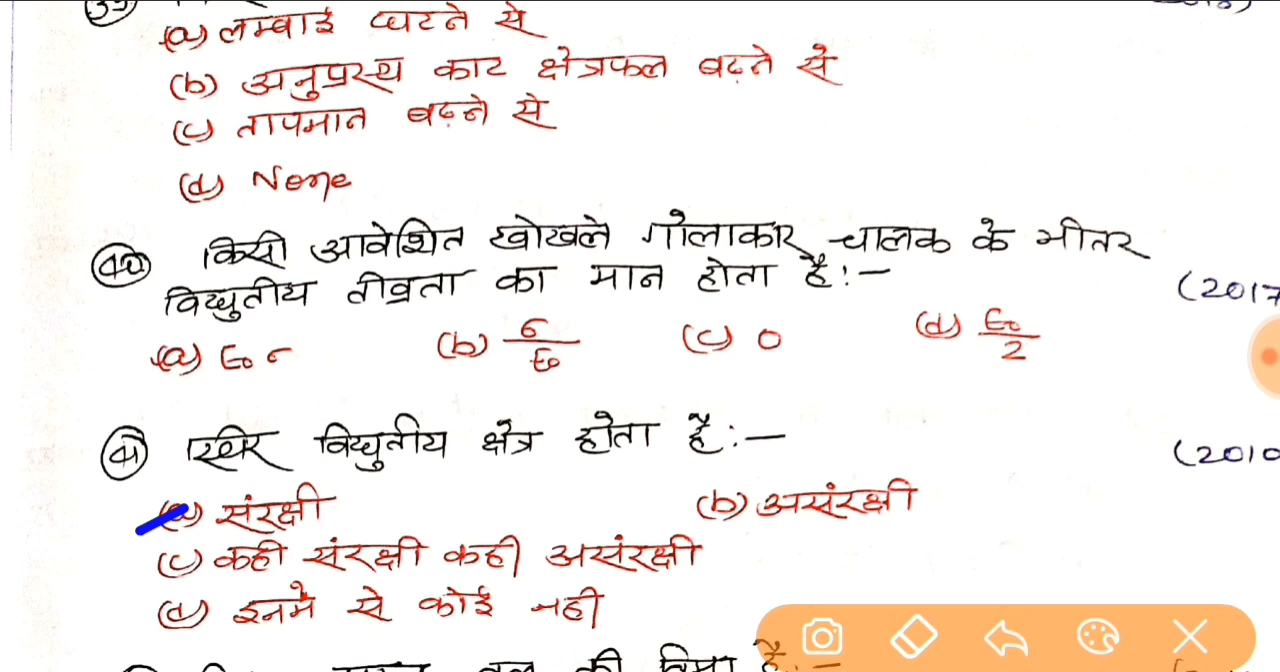 (a) लम्बाई घटने से
(b) अनुप्रस्थ काट क्षेत्रफल बढ़ने से
(c) तापमान बढ़ने से
(d) None
(40) किसी आवेशित खोखले गोलाकार चालक के भीतर
विद्युतीय तीव्रता का मान होता है:- (2017
(a) ε₀ σ (b) σ/ε₀ (c) 0 (d) ε₀/2
(41) स्थिर विद्युतीय क्षेत्र होता है:- (2010
(a) संरक्षी (b) असंरक्षी
(c) कही संरक्षी कही असंरक्षी
(d) इनमें से कोई नही
की विमा है:-